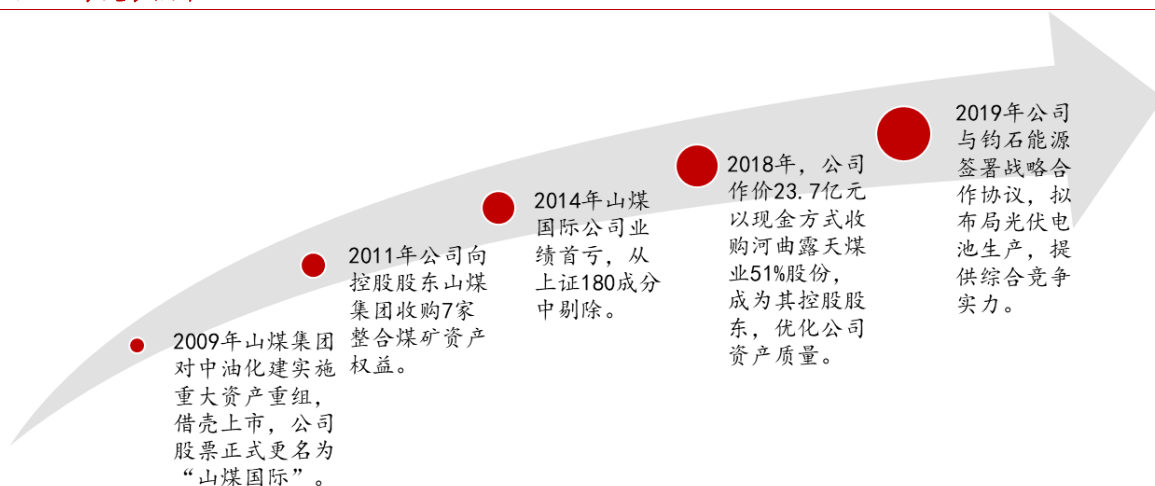 2009年山煤集团
对中油化建实施
重大资产重组，
借壳上市，公司
股票正式更名为
“山煤国际”。
2011年公司向
控股股东山煤
集团收购7家
整合煤矿资产
权益。
2014年山煤
国际公司业
绩首亏，从
上证180成分
中剔除。
2018年，公司
作价23.7亿元
以现金方式收
购河曲露天煤
业51%股份，
成为其控股股
东，优化公司
资产质量。
2019年公司
与钧石能源
签署战略合
作协议，拟
布局光伏电
池生产，提
供综合竞争
实力。